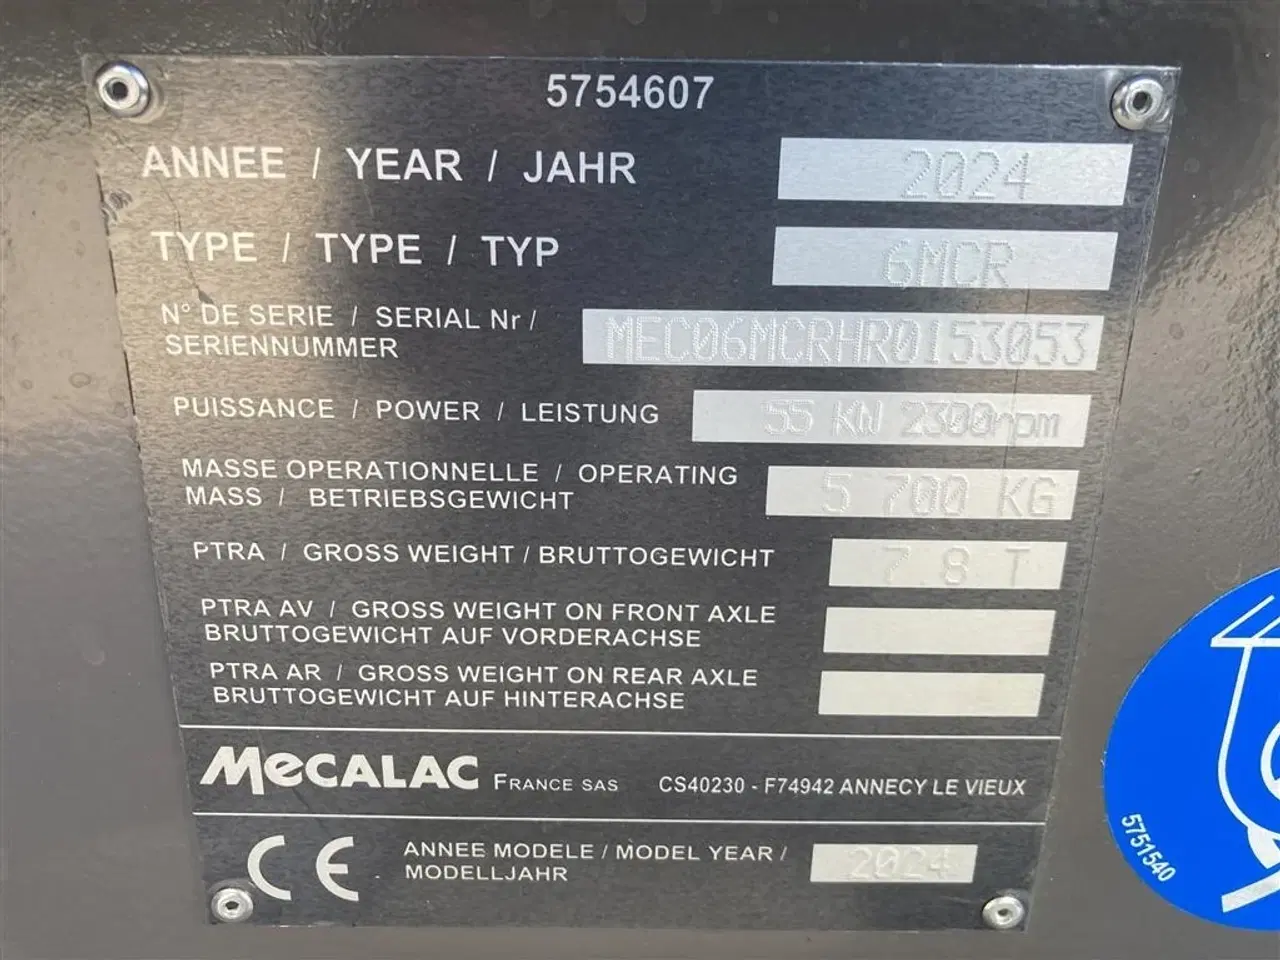 5754607
ANNEE / YEAR / JAHR 2024
TYPE / TYPE / TYP 6MCR
N° DE SERIE / SERIAL Nr /
SERIENNUMMER MEC06MCRHR0153053
PUISSANCE / POWER / LEISTUNG 55 KW 2300rpm
MASSE OPERATIONNELLE / OPERATING
MASS / BETRIEBSGEWICHT 5 700 KG
PTRA / GROSS WEIGHT / BRUTTOGEWICHT 7.8 T
PTRA AV / GROSS WEIGHT ON FRONT AXLE
BRUTTOGEWICHT AUF VORDERACHSE
PTRA AR / GROSS WEIGHT ON REAR AXLE
BRUTTOGEWICHT AUF HINTERACHSE
MECALAC FRANCE SAS CS40230 - F74942 ANNECY LE VIEUX
CE ANNEE MODELE / MODEL YEAR /
MODELLJAHR 2024
5751540